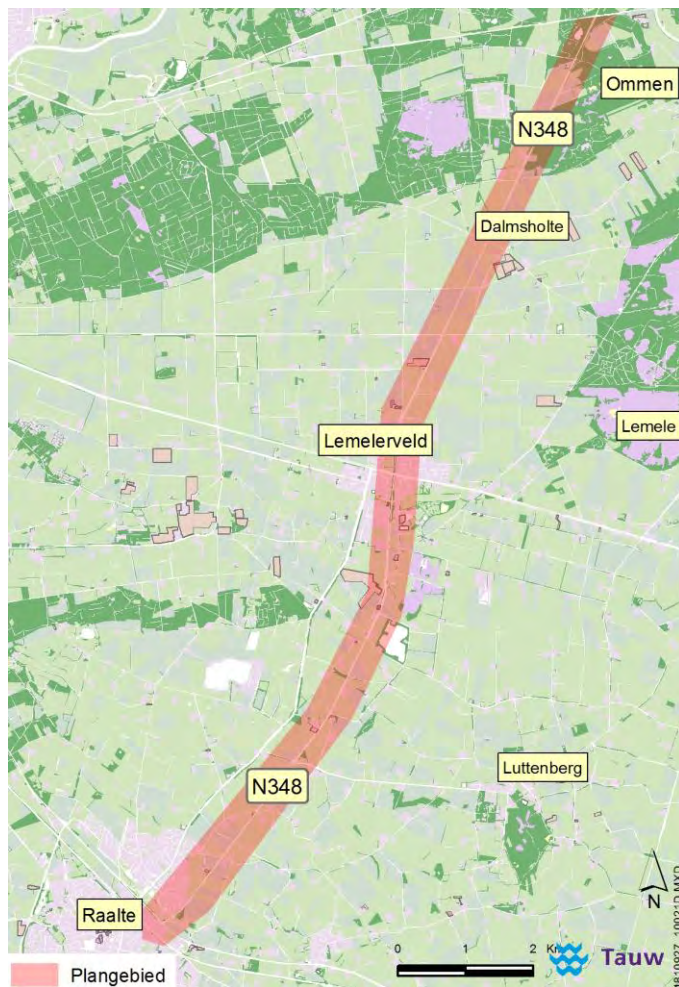 Ommen
N348
Dalmsholte
Lemelerveld
Lemele
Luttenberg
N348
Raalte
N
0 1 2 Km
Tauw
Plangebied